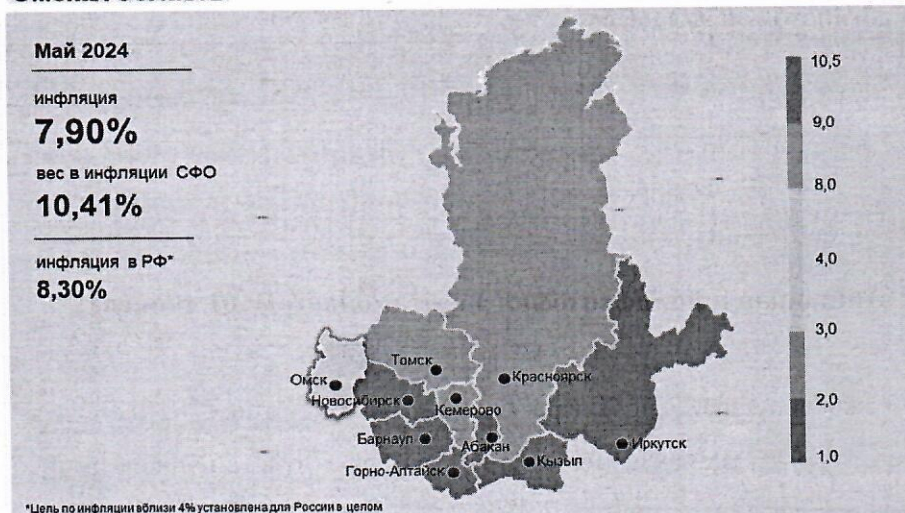 Май 2024
инфляция
7,90%
вес в инфляции СФО
10,41%
инфляция в РФ*
8,30%
10,5
9,0
8,0
4,0
3,0
2,0
1,0
Томск
Омск
Красноярск
Новосибирск
Кемерово
Барнаул
Абакан
Иркутск
Кызыл
Горно-Алтайск
*Цель по инфляции вблизи 4% установлена для России в целом